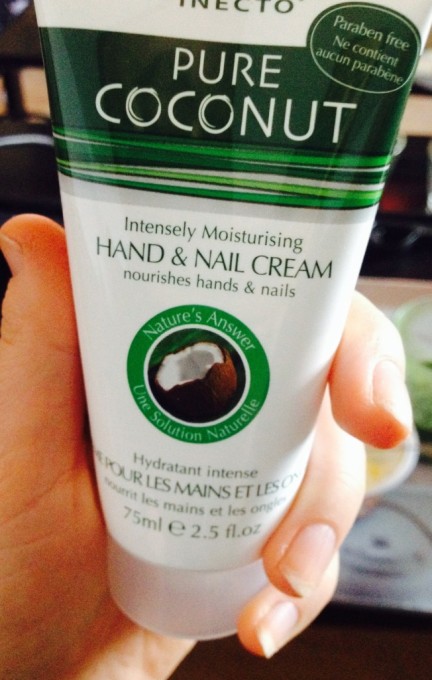 INECTO
Paraben free
Ne contient
aucun parabène
PURE
COCONUT
Intensely Moisturising
HAND & NAIL CREAM
nourishes hands & nails
Nature's Answer
Une Solution Naturelle
Hydratant intense
POUR LES MAINS ET LES
nourrit les mains et les ongles
75ml e 2.5 fl.oz